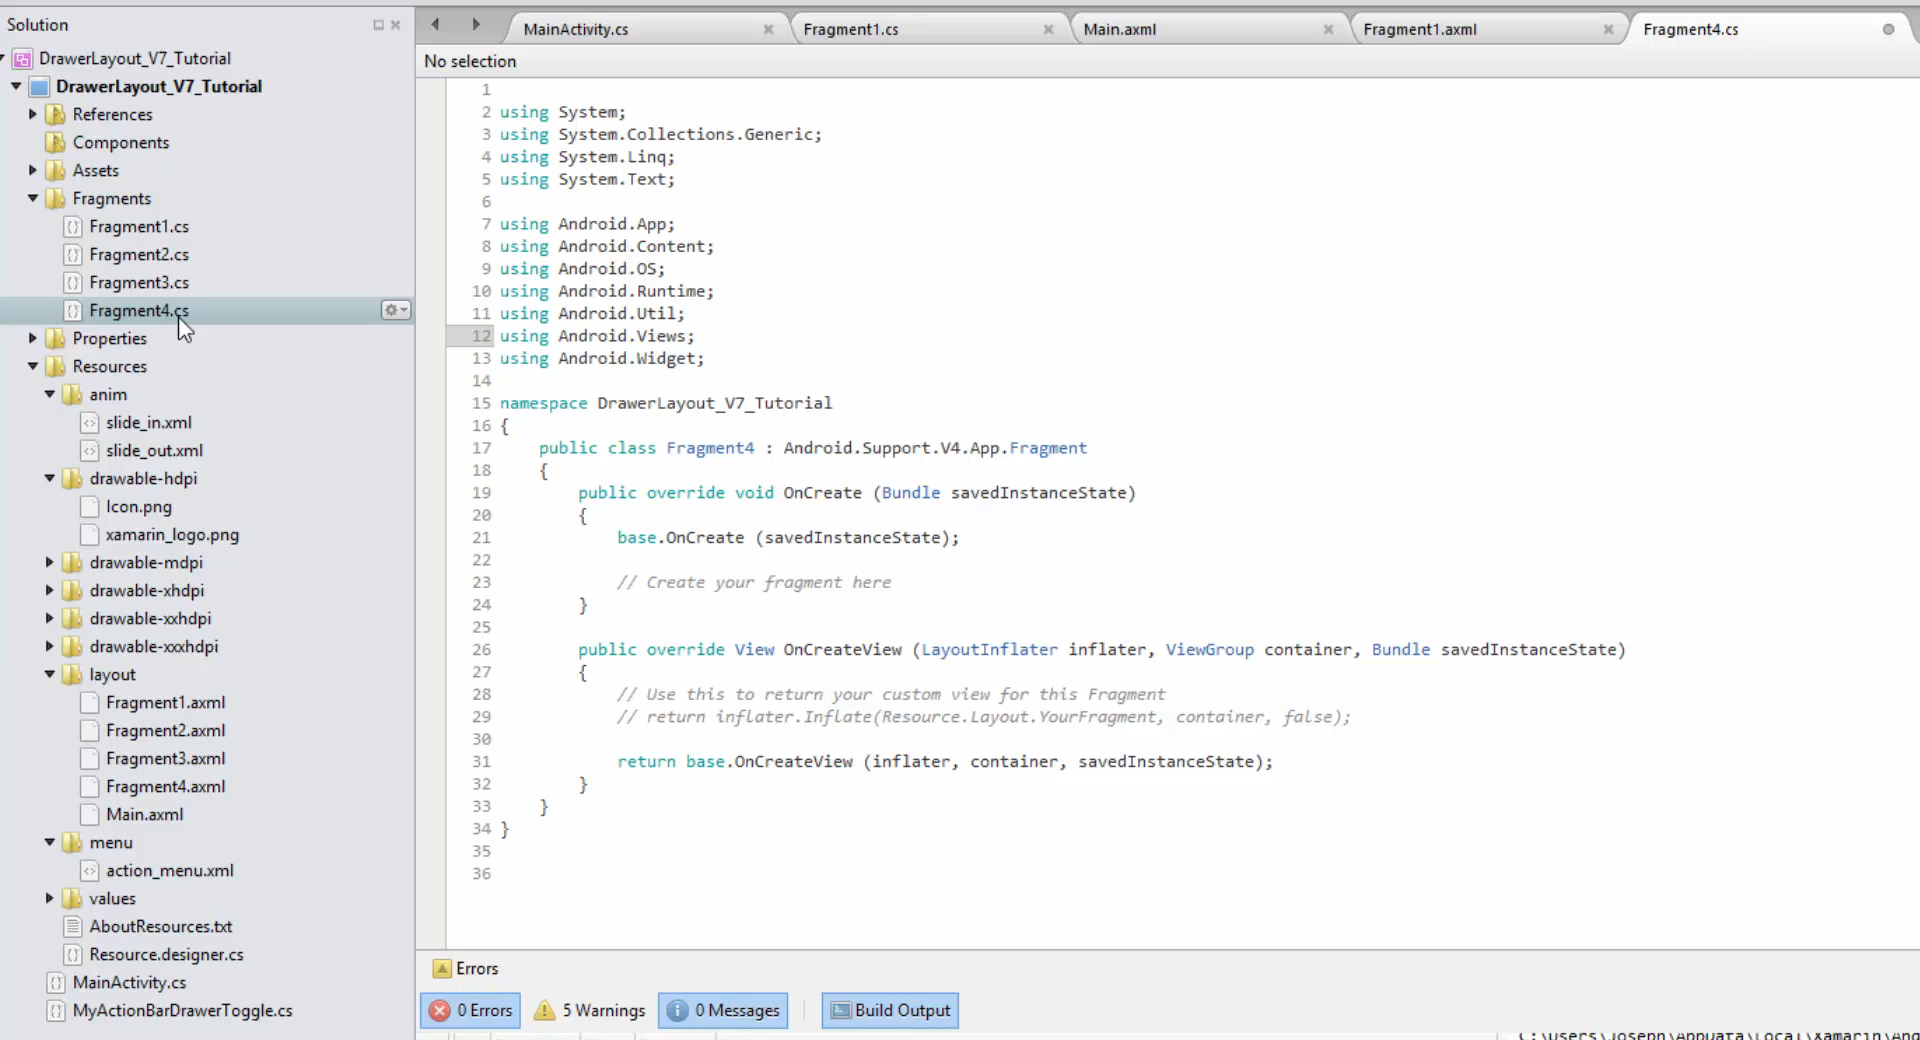 Solution
DrawerLayout_V7_Tutorial
DrawerLayout_V7_Tutorial
References
Components
Assets
Fragments
Fragment1.cs
Fragment2.cs
Fragment3.cs
Fragment4.cs
Properties
Resources
anim
slide_in.xml
slide_out.xml
drawable-hdpi
Icon.png
xamarin_logo.png
drawable-mdpi
drawable-xhdpi
drawable-xxhdpi
drawable-xxxhdpi
layout
Fragment1.axml
Fragment2.axml
Fragment3.axml
Fragment4.axml
Main.axml
menu
action_menu.xml
values
AboutResources.txt
Resource.designer.cs
MainActivity.cs
MyActionBarDrawerToggle.cs
MainActivity.cs Fragment1.cs Main.axml Fragment1.axml Fragment4.cs
No selection
1
2 using System;
3 using System.Collections.Generic;
4 using System.Linq;
5 using System.Text;
6
7 using Android.App;
8 using Android.Content;
9 using Android.OS;
10 using Android.Runtime;
11 using Android.Util;
12 using Android.Views;
13 using Android.Widget;
14
15 namespace DrawerLayout_V7_Tutorial
16 {
17 public class Fragment4 : Android.Support.V4.App.Fragment
18 {
19 public override void OnCreate (Bundle savedInstanceState)
20 {
21 base.OnCreate (savedInstanceState);
22
23 // Create your fragment here
24 }
25
26 public override View OnCreateView (LayoutInflater inflater, ViewGroup container, Bundle savedInstanceState)
27 {
28 // Use this to return your custom view for this Fragment
29 // return inflater.Inflate(Resource.Layout.YourFragment, container, false);
30
31 return base.OnCreateView (inflater, container, savedInstanceState);
32 }
33 }
34 }
35
36
Errors
0 Errors 5 Warnings 0 Messages Build Output